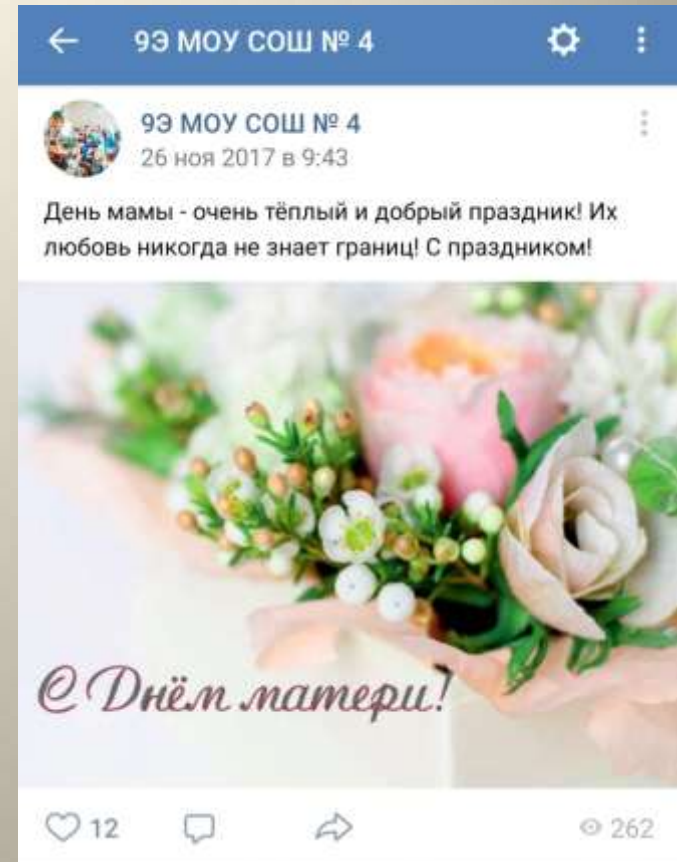 9Э МОУ СОШ № 4
9Э МОУ СОШ № 4
26 ноя 2017 в 9:43
День мамы - очень тёплый и добрый праздник! Их
любовь никогда не знает границ! С праздником!
С Днём матери!
12
262